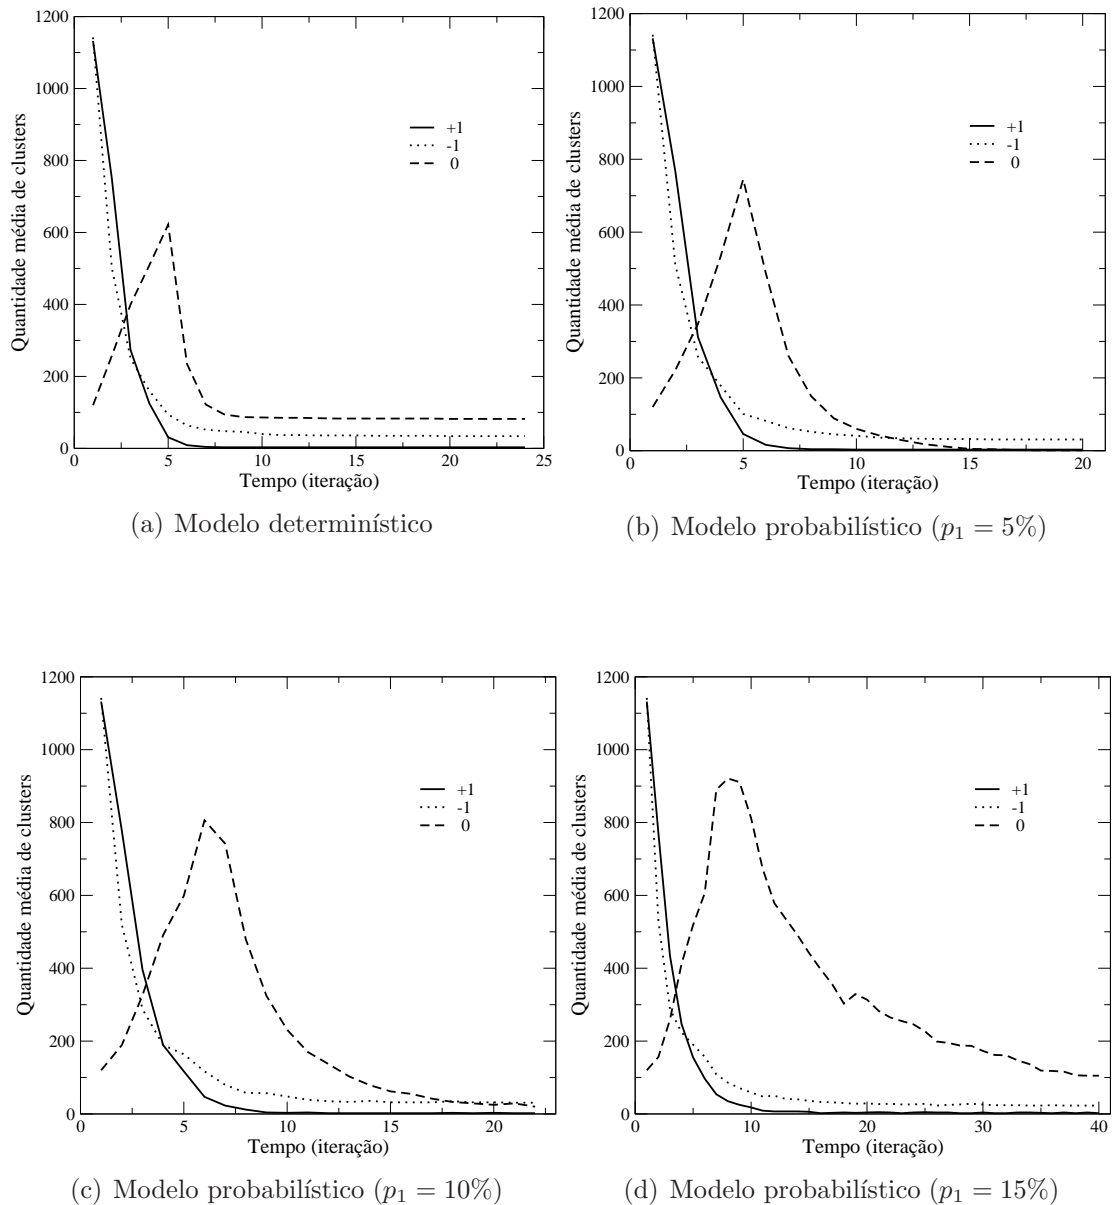 1200
1000
800
600
400
200
0
Quantidade média de clusters
+1
-1
0
0 5 10 15 20 25
Tempo (iteração)
(a) Modelo determinístico
1200
1000
800
600
400
200
0
Quantidade média de clusters
+1
-1
0
0 5 10 15 20
Tempo (iteração)
(b) Modelo probabilístico (p₁ = 5%)
1200
1000
800
600
400
200
0
Quantidade média de clusters
+1
-1
0
0 5 10 15 20
Tempo (iteração)
(c) Modelo probabilístico (p₁ = 10%)
1200
1000
800
600
400
200
0
Quantidade média de clusters
+1
-1
0
0 10 20 30 40
Tempo (iteração)
(d) Modelo probabilístico (p₁ = 15%)